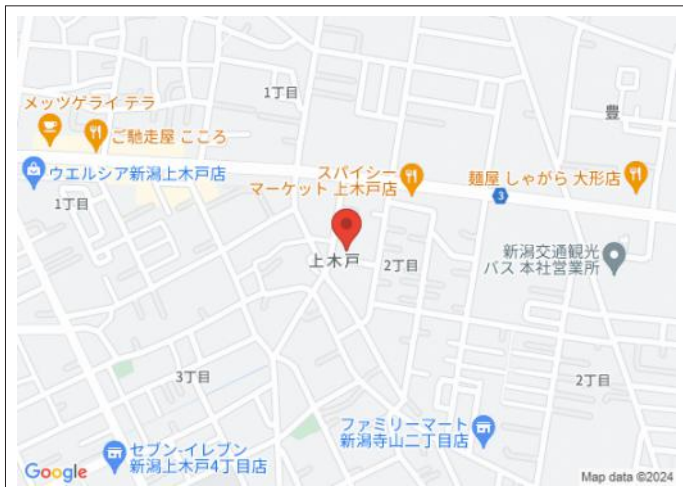 1丁目
豊
メッツゲライ テラ
ご馳走屋 こころ
ウエルシア新潟上木戸店
スパイシー
マーケット 上木戸店
麺屋 しゃがら 大形店
3
1丁目
上木戸
2丁目
新潟交通観光
バス 本社営業所
3丁目
2丁目
ファミリーマート
新潟寺山二丁目店
セブン-イレブン
新潟上木戸4丁目店
Google
Map data ©2024